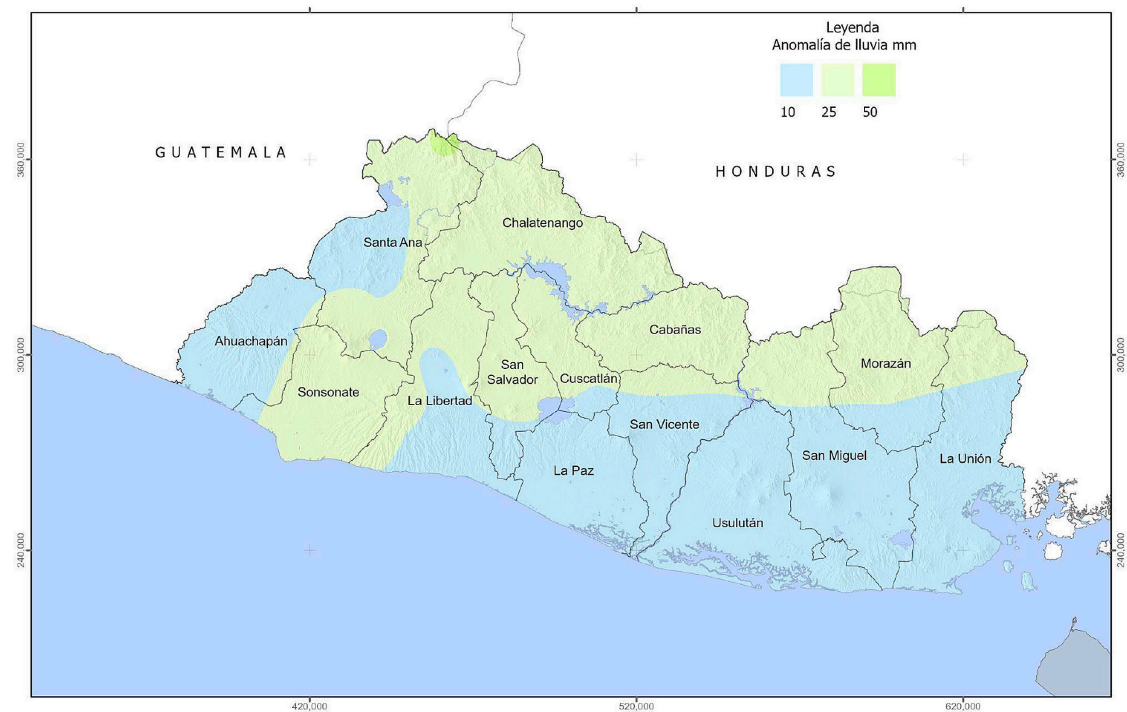 Leyenda
Anomalía de lluvia mm
10 25 50
GUATEMALA
HONDURAS
360,000
360,000
Chalatenango
Santa Ana
Ahuachapán
Cabañas
300,000
300,000
Morazán
San
Salvador
Cuscatlán
Sonsonate
La Libertad
San Vicente
San Miguel
La Unión
La Paz
Usulután
240,000
240,000
420,000
520,000
620,000